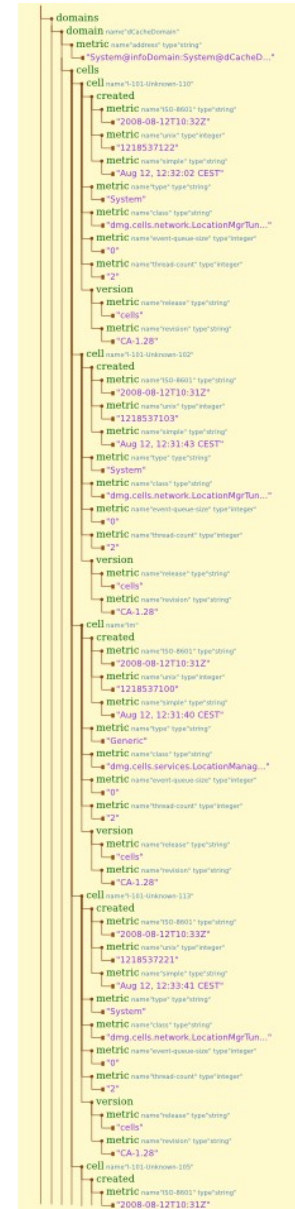 domains
domain name"dCacheDomain"
metric name"address" type"string"
"System@infoDomain:System@dCacheD..."
cells
cell name"l-101-Unknown-110"
created
metric name"ISO-8601" type"string"
"2008-08-12T10:32Z"
metric name"unix" type"integer"
"1218537122"
metric name"simple" type"string"
"Aug 12, 12:32:02 CEST"
metric name"type" type"string"
"System"
metric name"class" type"string"
"dmg.cells.network.LocationMgrTun..."
metric name"event-queue-size" type"integer"
"0"
metric name"thread-count" type"integer"
"2"
version
metric name"release" type"string"
"cells"
metric name"revision" type"string"
"CA-1.28"
cell name"l-101-Unknown-102"
created
metric name"ISO-8601" type"string"
"2008-08-12T10:31Z"
metric name"unix" type"integer"
"1218537103"
metric name"simple" type"string"
"Aug 12, 12:31:43 CEST"
metric name"type" type"string"
"System"
metric name"class" type"string"
"dmg.cells.network.LocationMgrTun..."
metric name"event-queue-size" type"integer"
"0"
metric name"thread-count" type"integer"
"2"
version
metric name"release" type"string"
"cells"
metric name"revision" type"string"
"CA-1.28"
cell name"lm"
created
metric name"ISO-8601" type"string"
"2008-08-12T10:31Z"
metric name"unix" type"integer"
"1218537100"
metric name"simple" type"string"
"Aug 12, 12:31:40 CEST"
metric name"type" type"string"
"Generic"
metric name"class" type"string"
"dmg.cells.services.LocationManag..."
metric name"event-queue-size" type"integer"
"0"
metric name"thread-count" type"integer"
"2"
version
metric name"release" type"string"
"cells"
metric name"revision" type"string"
"CA-1.28"
cell name"l-101-Unknown-113"
created
metric name"ISO-8601" type"string"
"2008-08-12T10:33Z"
metric name"unix" type"integer"
"1218537221"
metric name"simple" type"string"
"Aug 12, 12:33:41 CEST"
metric name"type" type"string"
"System"
metric name"class" type"string"
"dmg.cells.network.LocationMgrTun..."
metric name"event-queue-size" type"integer"
"0"
metric name"thread-count" type"integer"
"2"
version
metric name"release" type"string"
"cells"
metric name"revision" type"string"
"CA-1.28"
cell name"l-101-Unknown-105"
created
metric name"ISO-8601" type"string"
"2008-08-12T10:31Z"